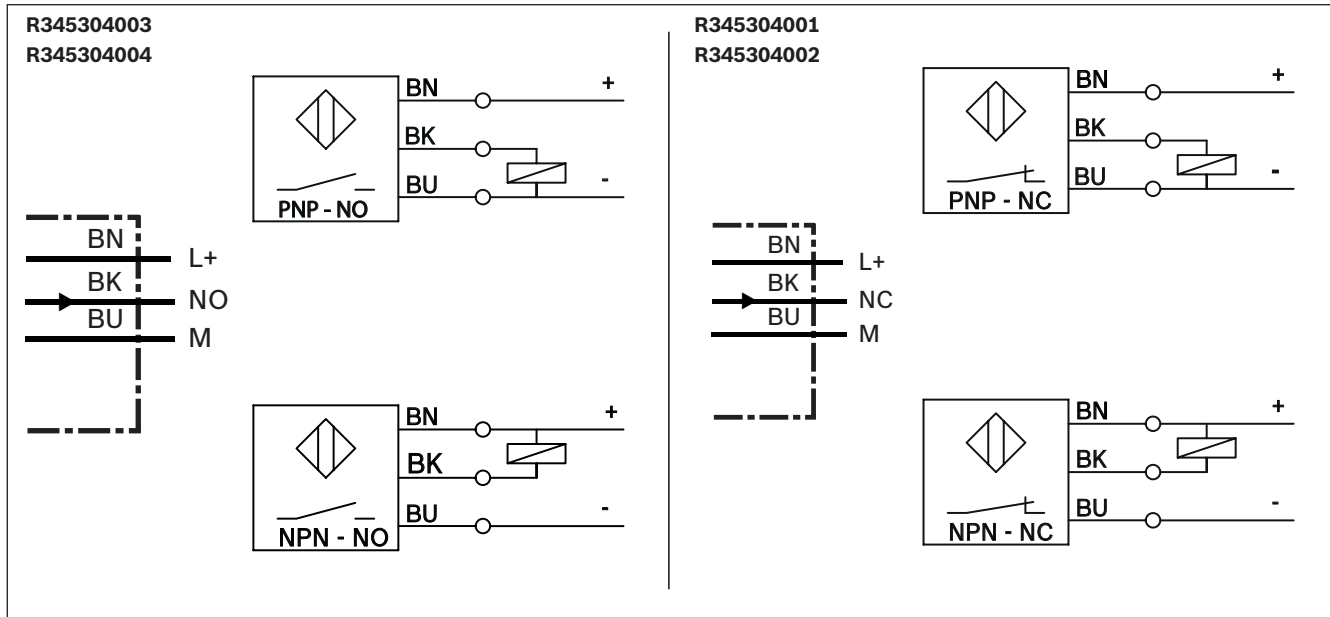 R345304003
R345304004
BN +
BK
BU -
PNP - NO
BN L+
BK NO
BU M
BN +
BK
BU -
NPN - NO
R345304001
R345304002
BN +
BK
BU -
PNP - NC
BN L+
BK NC
BU M
BN +
BK
BU -
NPN - NC